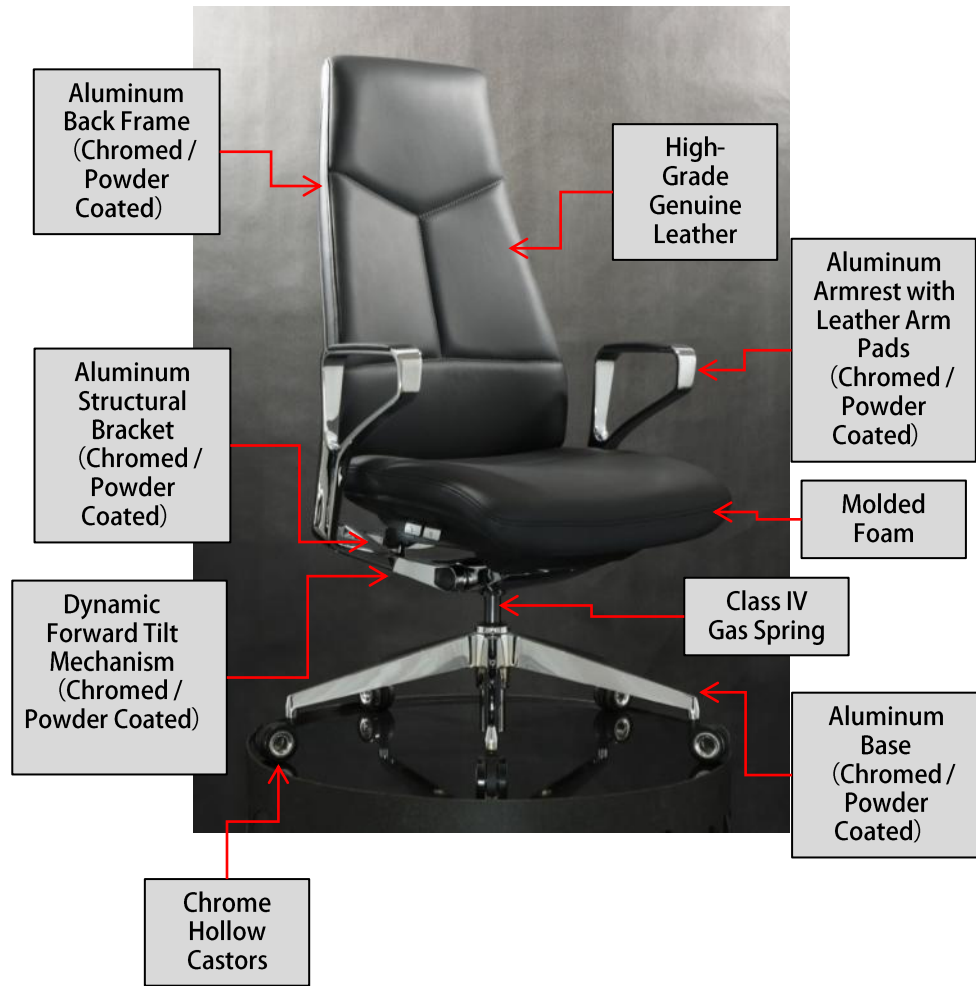 Aluminum
Back Frame
（Chromed /
Powder
Coated）
High-
Grade
Genuine
Leather
Aluminum
Armrest with
Leather Arm
Pads
（Chromed /
Powder
Coated）
Aluminum
Structural
Bracket
（Chromed /
Powder
Coated）
Molded
Foam
Dynamic
Forward Tilt
Mechanism
（Chromed /
Powder Coated）
Class IV
Gas Spring
Aluminum
Base
（Chromed /
Powder
Coated）
Chrome
Hollow
Castors